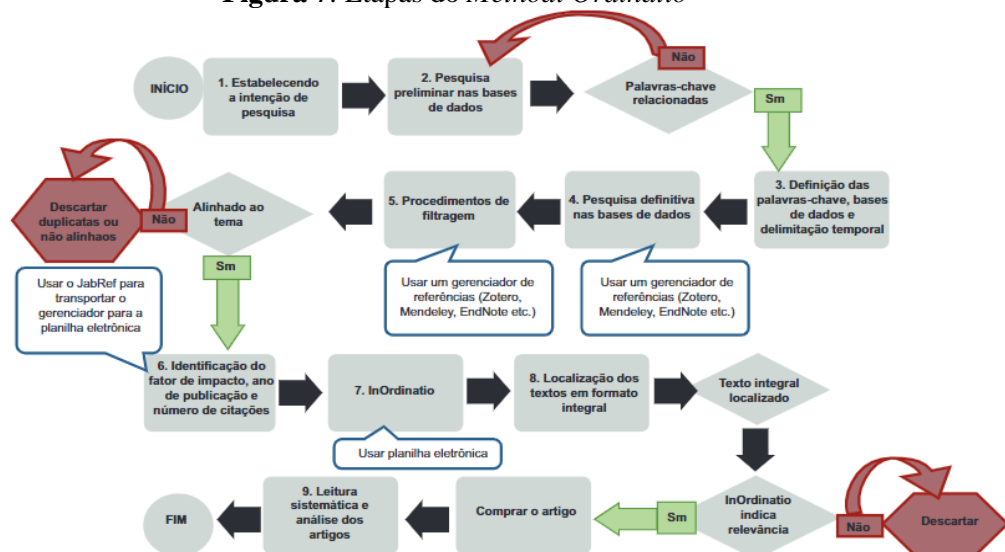 Figura 7. Etapas do Methodi Ordinatio
INÍCIO
1. Estabelecendo
a intenção de
pesquisa
2. Pesquisa
preliminar nas
bases de dados
Não
Palavras-chave
relacionadas
Sm
3. Definição das
palavras-chave, bases
de dados e
delimitação temporal
4. Pesquisa definitiva
nas bases de dados
Usar um gerenciador de
referências (Zotero,
Mendeley, EndNote etc.)
5. Procedimentos de
filtragem
Usar um gerenciador de
referências (Zotero,
Mendeley, EndNote etc.)
Alinhado ao
tema
Não
Descartar
duplicatas ou
não alinhaos
Sm
Usar o JabRef para
transportar o
gerenciador para a
planilha eletrônica
6. Identificação do
fator de impacto, ano
de publicação e
número de citações
7. InOrdinatio
Usar planilha eletrônica
8. Localização dos
textos em formato
integral
Texto integral
localizado
InOrdinatio
indica
relevância
Não
Descartar
Sm
Comprar o artigo
9. Leitura
sistemática e
análise dos
artigos
FIM